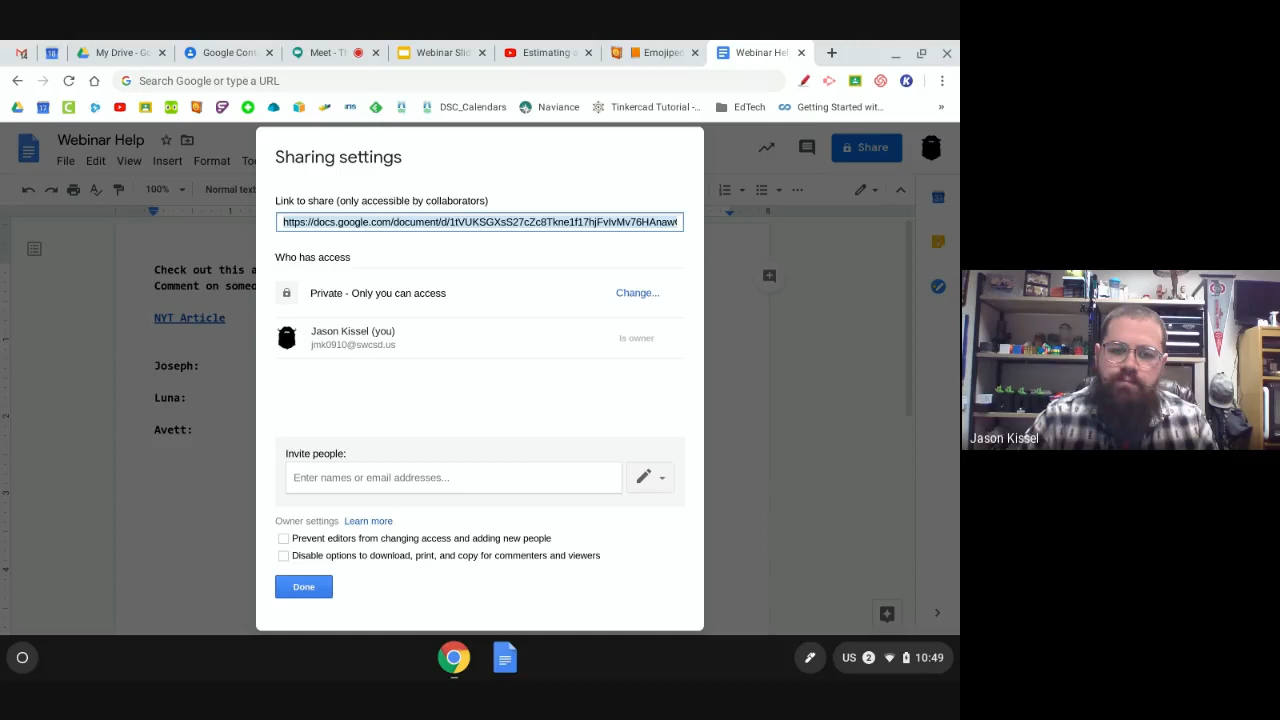 My Drive - Go
Google Cont
Meet - Th
Webinar Slid
Estimating a
Emojiped
Webinar Hel
Search Google or type a URL
DSC_Calendars
Naviance
Tinkercad Tutorial -...
EdTech
Getting Started wit...
»
Webinar Help
File Edit View Insert Format Too
Share
100%
Normal text
Sharing settings
Link to share (only accessible by collaborators)
https://docs.google.com/document/d/1tVUKSGXsS27cZc8Tkne1f17hjFvIvMv76HAnaw
Who has access
Private - Only you can access
Change...
Jason Kissel (you)
jmk0910@swcsd.us
Is owner
Check out this a
Comment on someo
NYT Article
Joseph:
Luna:
Avett:
Invite people:
Enter names or email addresses...
Owner settings Learn more
Prevent editors from changing access and adding new people
Disable options to download, print, and copy for commenters and viewers
Done
US 2 10:49
Jason Kissel